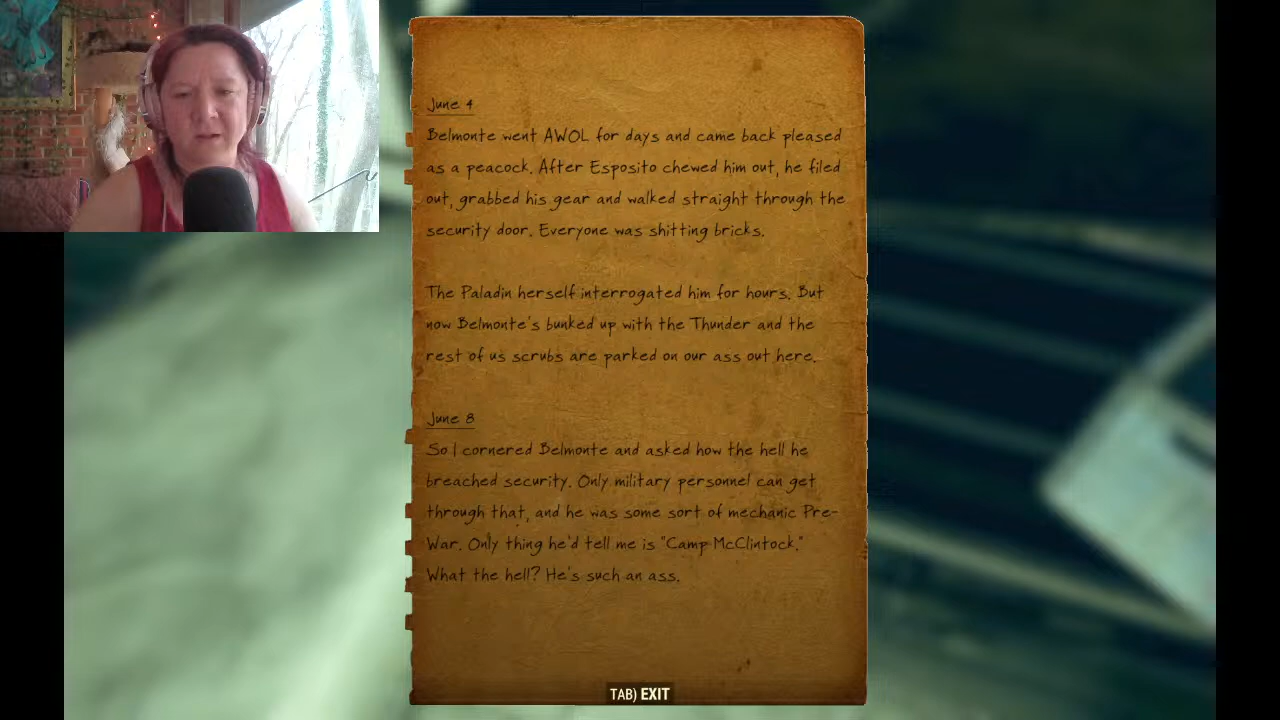 June 4
Belmonte went AWOL for days and came back pleased
as a peacock. After Esposito chewed him out, he filed
out, grabbed his gear and walked straight through the
security door. Everyone was shitting bricks.
The Paladin herself interrogated him for hours. But
now Belmonte's bunked up with the Thunder and the
rest of us scrubs are parked on our ass out here.
June 8
So I cornered Belmonte and asked how the hell he
breached security. Only military personnel can get
through that, and he was some sort of mechanic Pre-
War. Only thing he'd tell me is "Camp McClintock."
What the hell? He's such an ass.
TAB) EXIT